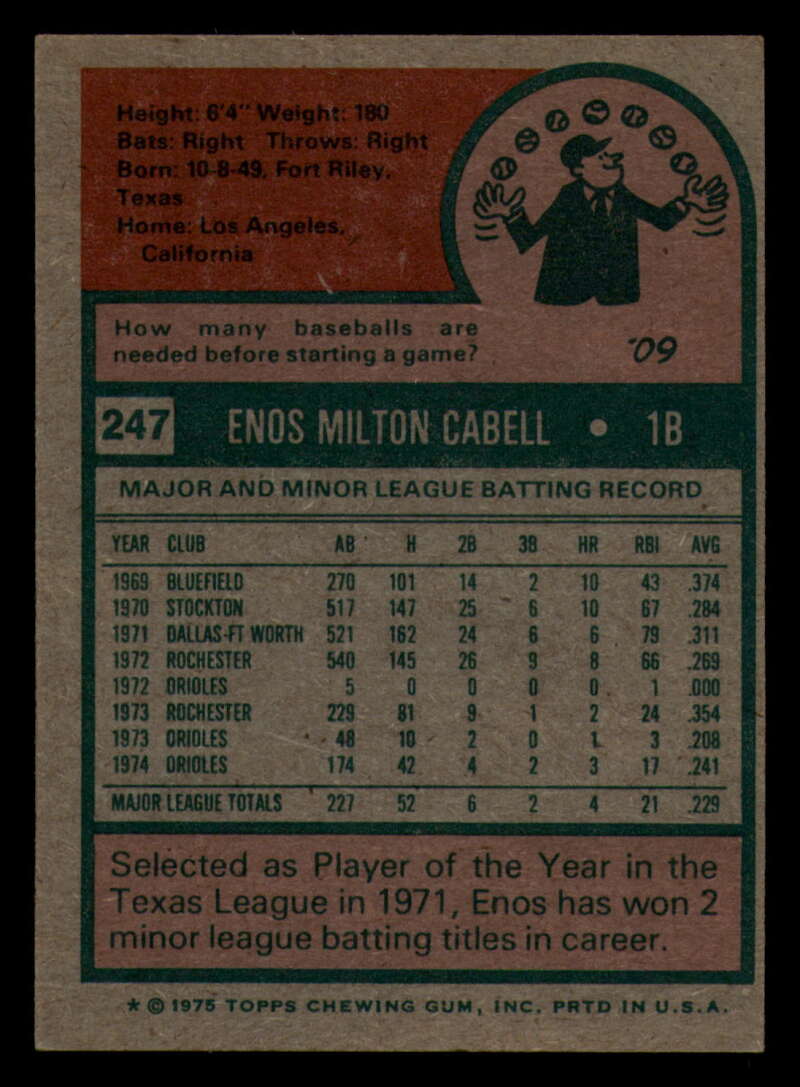 Height: 6'4" Weight: 180
Bats: Right Throws: Right
Born: 10-8-49, Fort Riley,
Texas
Home: Los Angeles,
California
How many baseballs are
needed before starting a game?
'09
247 ENOS MILTON CABELL • 1B
MAJOR AND MINOR LEAGUE BATTING RECORD
YEAR CLUB AB H 2B 3B HR RBI AVG
1969 BLUEFIELD 270 101 14 2 10 43 .374
1970 STOCKTON 517 147 25 6 10 67 .284
1971 DALLAS-FT WORTH 521 162 24 6 6 79 .311
1972 ROCHESTER 540 145 26 9 8 66 .269
1972 ORIOLES 5 0 0 0 0 1 .000
1973 ROCHESTER 229 81 9 1 2 24 .354
1973 ORIOLES 48 10 2 0 1 3 .208
1974 ORIOLES 174 42 4 2 3 17 .241
MAJOR LEAGUE TOTALS 227 52 6 2 4 21 .229
Selected as Player of the Year in the
Texas League in 1971, Enos has won 2
minor league batting titles in career.
* © 1975 TOPPS CHEWING GUM, INC. PRTD IN U.S.A.